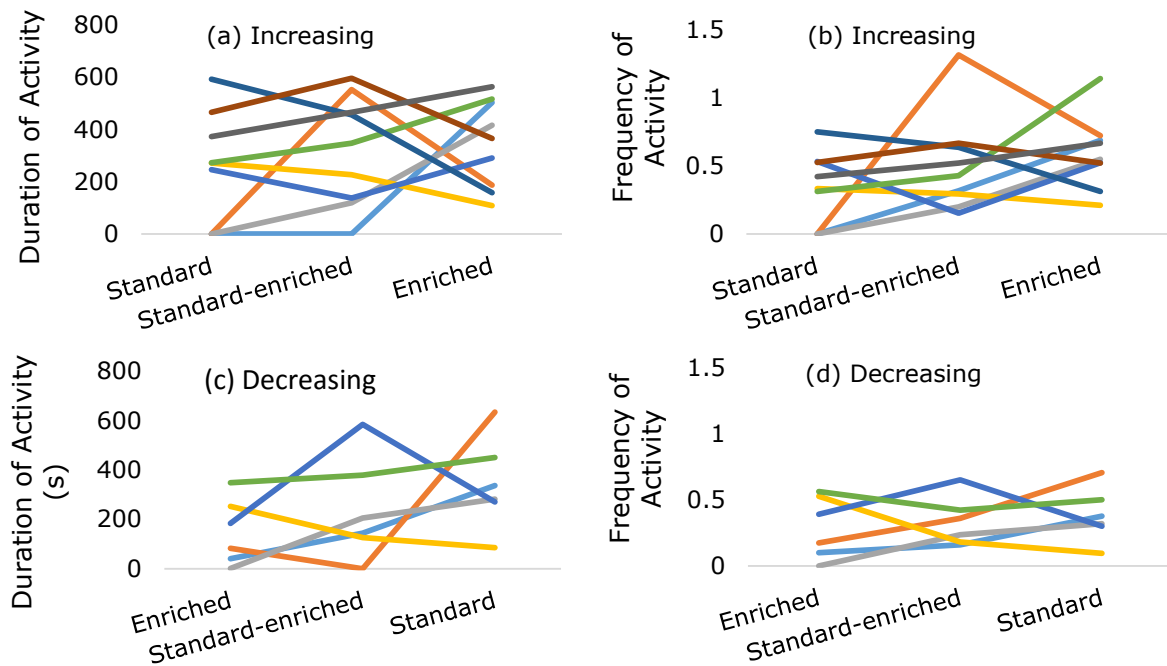 Duration of Activity
800
600
400
200
0
(a) Increasing
Standard
Standard-enriched
Enriched
Frequency of
Activity
1.5
1
0.5
0
(b) Increasing
Standard
Standard-enriched
Enriched
Duration of Activity
(s)
800
600
400
200
0
(c) Decreasing
Enriched
Standard-enriched
Standard
Frequency of
Activity
1.5
1
0.5
0
(d) Decreasing
Enriched
Standard-enriched
Standard